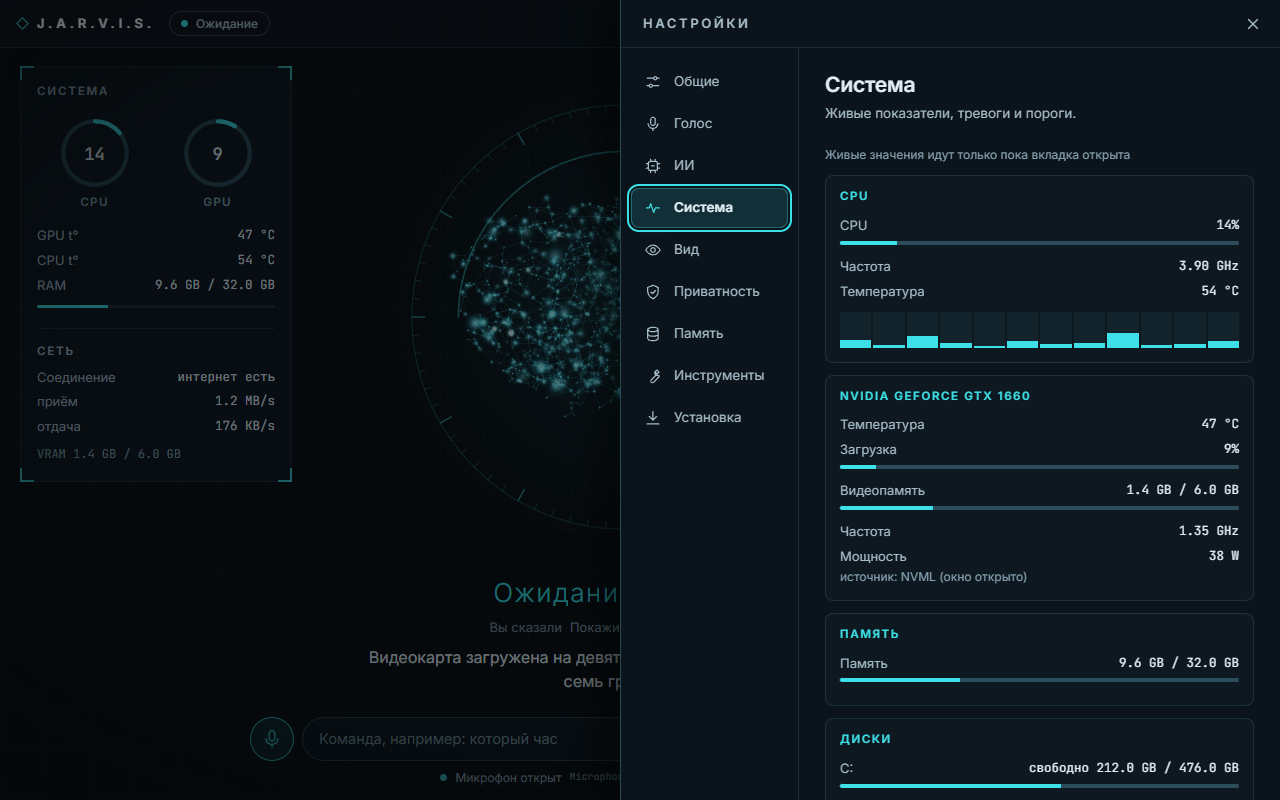 J.A.R.V.I.S.
Ожидание
СИСТЕМА
14
9
CPU
GPU
GPU t°
47 °C
CPU t°
54 °C
RAM
9.6 GB / 32.0 GB
СЕТЬ
Соединение
интернет есть
приём
1.2 MB/s
отдача
176 KB/s
VRAM 1.4 GB / 6.0 GB
Ожидани
Вы сказали Покажи
Видеокарта загружена на девят
семь гр
Команда, например: который час
Микрофон открыт
НАСТРОЙКИ
Общие
Голос
ИИ
Система
Вид
Приватность
Память
Инструменты
Установка
Система
Живые показатели, тревоги и пороги.
Живые значения идут только пока вкладка открыта
CPU
CPU
14%
Частота
3.90 GHz
Температура
54 °C
NVIDIA GEFORCE GTX 1660
Температура
47 °C
Загрузка
9%
Видеопамять
1.4 GB / 6.0 GB
Частота
1.35 GHz
Мощность
38 W
источник: NVML (окно открыто)
ПАМЯТЬ
Память
9.6 GB / 32.0 GB
ДИСКИ
C:
свободно 212.0 GB / 476.0 GB